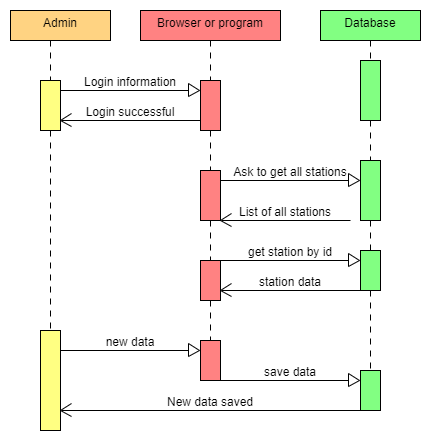 Admin
Browser or program
Database
Login information
Login successful
Ask to get all stations
List of all stations
get station by id
station data
new data
save data
New data saved